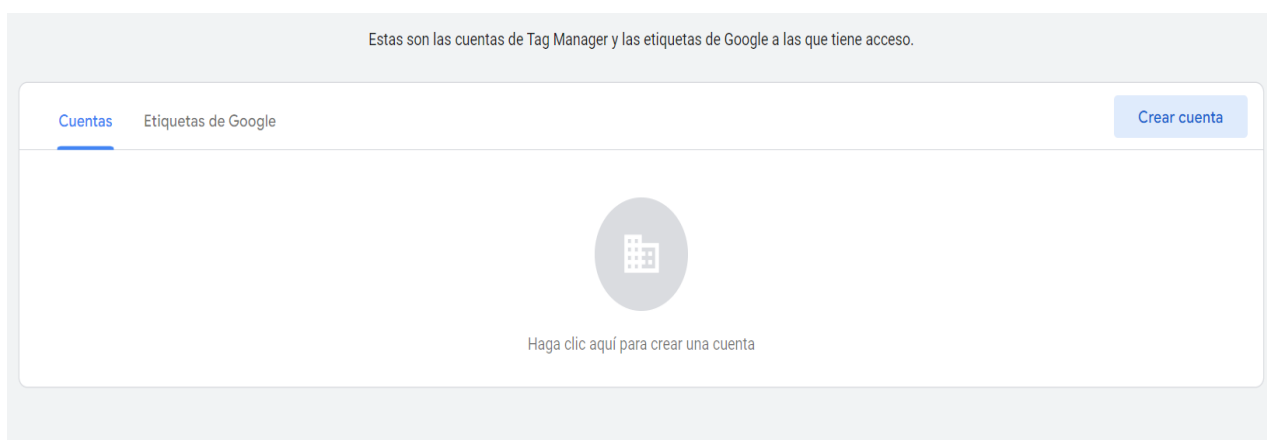 Estas son las cuentas de Tag Manager y las etiquetas de Google a las que tiene acceso.
Cuentas Etiquetas de Google Crear cuenta
Haga clic aquí para crear una cuenta